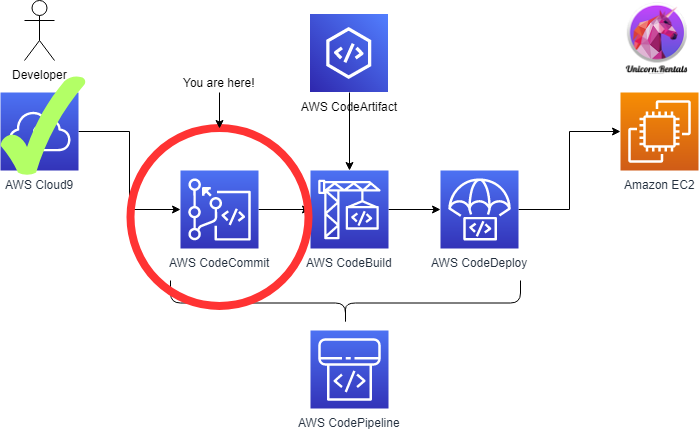 Developer
Unicorn.Rentals
You are here!
AWS CodeArtifact
AWS Cloud9
Amazon EC2
AWS CodeCommit
AWS CodeBuild
AWS CodeDeploy
AWS CodePipeline